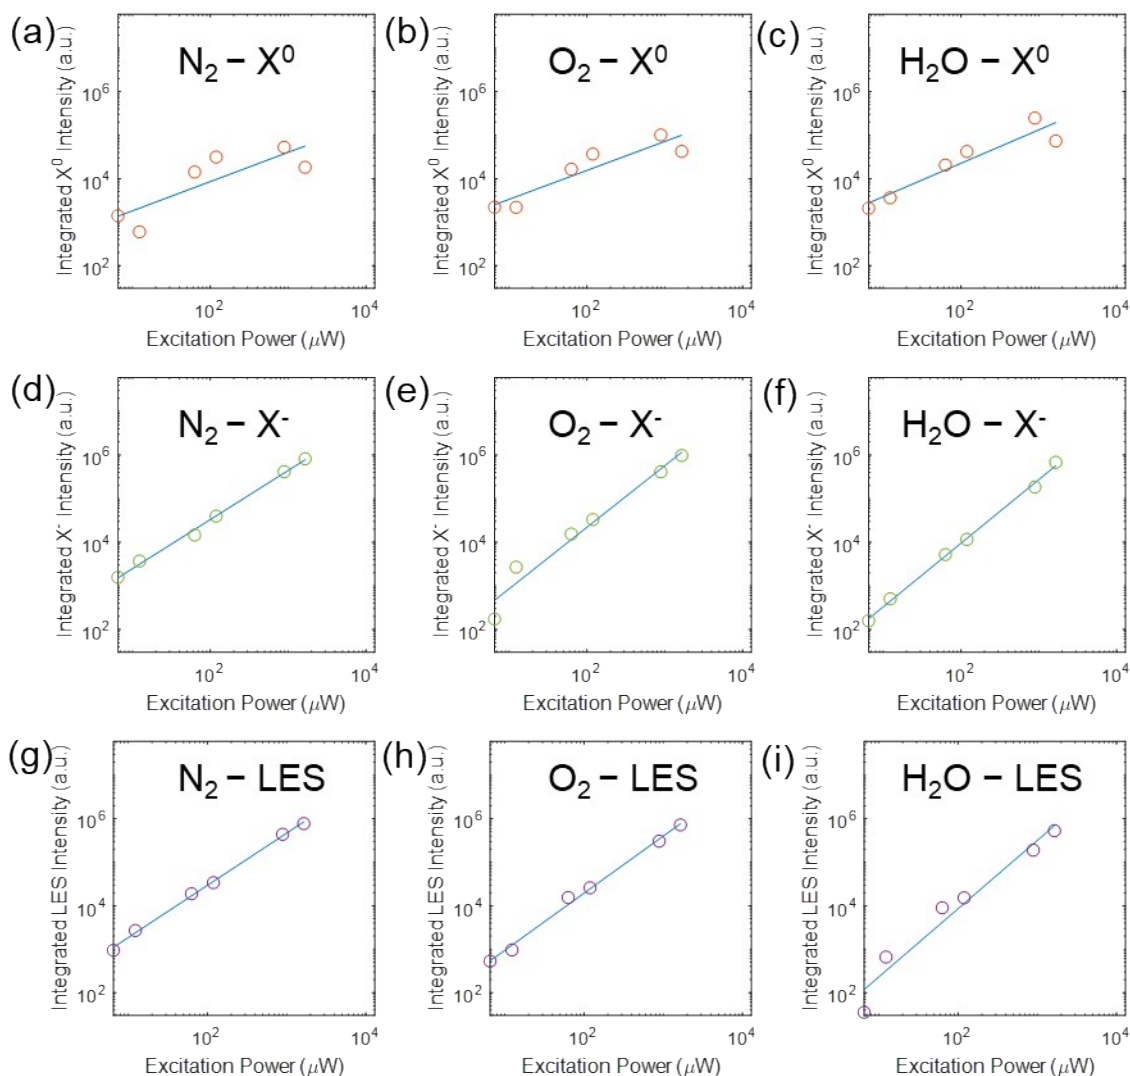 (a)
N₂ – X⁰
Integrated X⁰ Intensity (a.u.)
10⁶
10⁴
10²
10² 10⁴
Excitation Power (μW)
(b)
O₂ – X⁰
Integrated X⁰ Intensity (a.u.)
10⁶
10⁴
10²
10² 10⁴
Excitation Power (μW)
(c)
H₂O – X⁰
Integrated X⁰ Intensity (a.u.)
10⁶
10⁴
10²
10² 10⁴
Excitation Power (μW)
(d)
N₂ – X⁻
Integrated X⁻ Intensity (a.u.)
10⁶
10⁴
10²
10² 10⁴
Excitation Power (μW)
(e)
O₂ – X⁻
Integrated X⁻ Intensity (a.u.)
10⁶
10⁴
10²
10² 10⁴
Excitation Power (μW)
(f)
H₂O – X⁻
Integrated X⁻ Intensity (a.u.)
10⁶
10⁴
10²
10² 10⁴
Excitation Power (μW)
(g)
N₂ – LES
Integrated LES Intensity (a.u.)
10⁶
10⁴
10²
10² 10⁴
Excitation Power (μW)
(h)
O₂ – LES
Integrated LES Intensity (a.u.)
10⁶
10⁴
10²
10² 10⁴
Excitation Power (μW)
(i)
H₂O – LES
Integrated LES Intensity (a.u.)
10⁶
10⁴
10²
10² 10⁴
Excitation Power (μW)